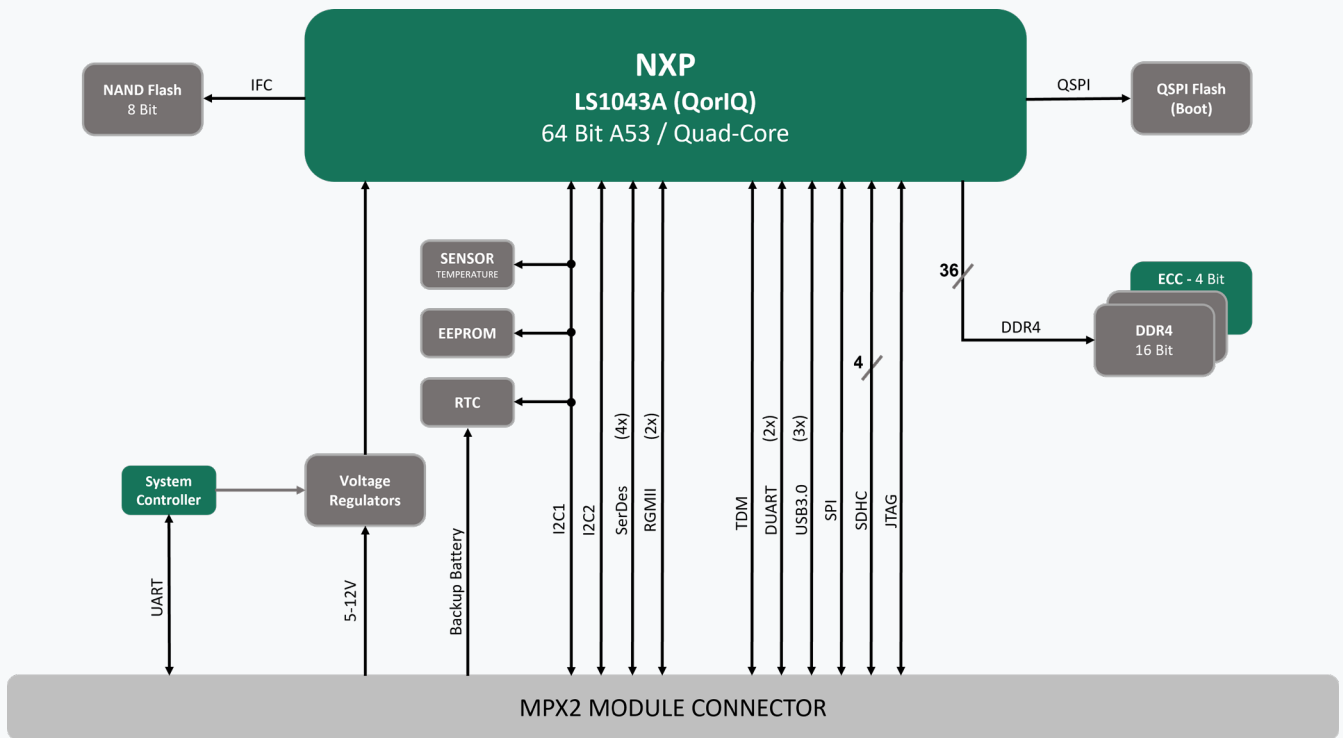 NXP
LS1043A (QorIQ)
64 Bit A53 / Quad-Core
NAND Flash
8 Bit
IFC
QSPI
QSPI Flash
(Boot)
SENSOR
TEMPERATURE
EEPROM
RTC
36
ECC - 4 Bit
DDR4
DDR4
16 Bit
4
System
Controller
Voltage
Regulators
UART
5-12V
Backup Battery
I2C1
I2C2
SerDes (4x)
RGMII (2x)
TDM
DUART (2x)
USB3.0 (3x)
SPI
SDHC
JTAG
MPX2 MODULE CONNECTOR